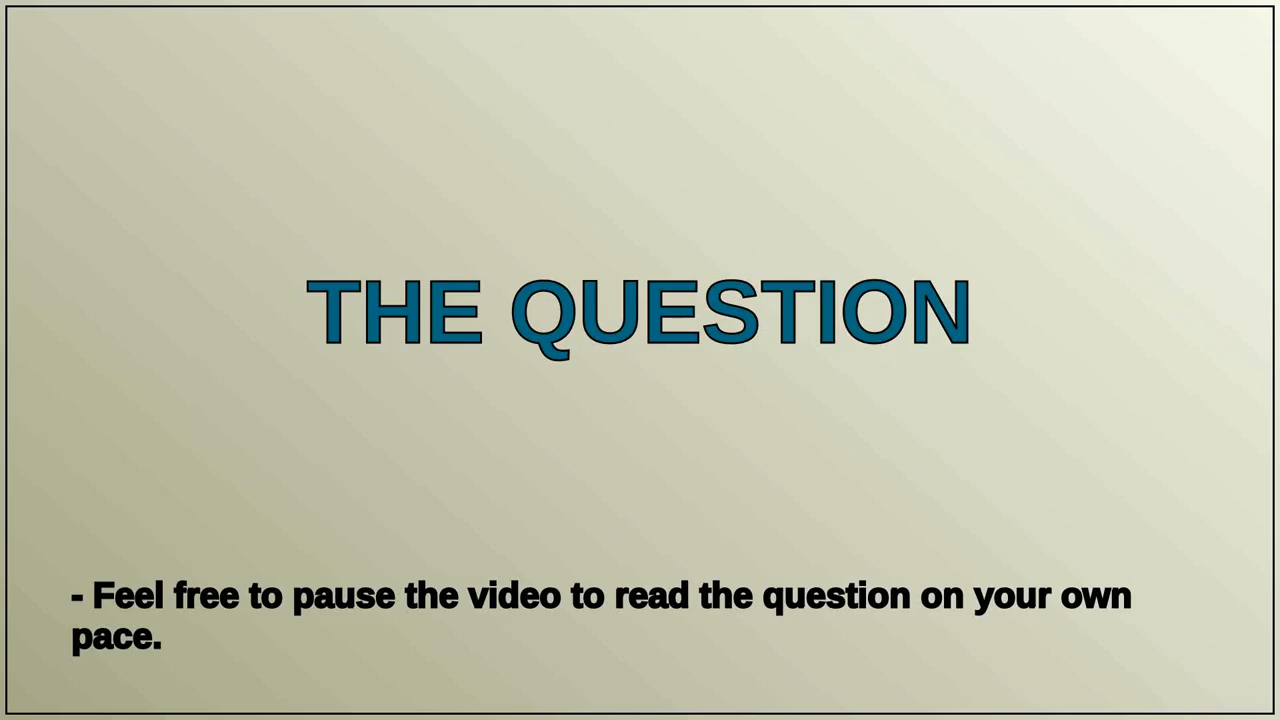 THE QUESTION
- Feel free to pause the video to read the question on your own
pace.